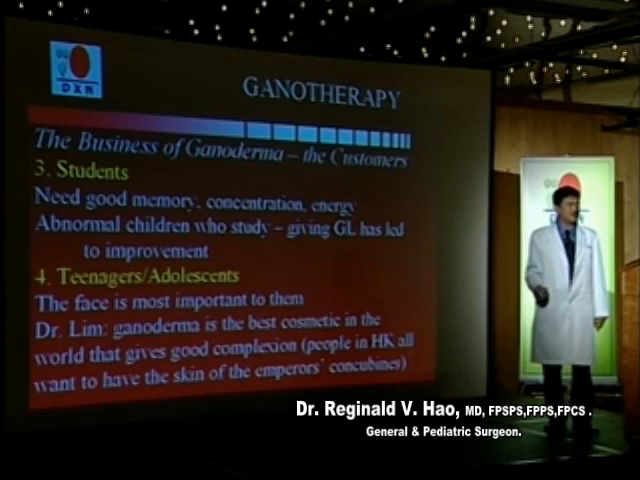 DXN
GANOTHERAPY
The Business of Ganoderma – the Customers
3. Students
Need good memory, concentration, energy
Abnormal children who study – giving GL has led
to improvement
4. Teenagers/Adolescents
The face is most important to them
Dr. Lim: ganoderma is the best cosmetic in the
world that gives good complexion (people in HK all
want to have the skin of the emperors' concubines)
Dr. Reginald V. Hao, MD, FPSPS,FPPS,FPCS .
General & Pediatric Surgeon.